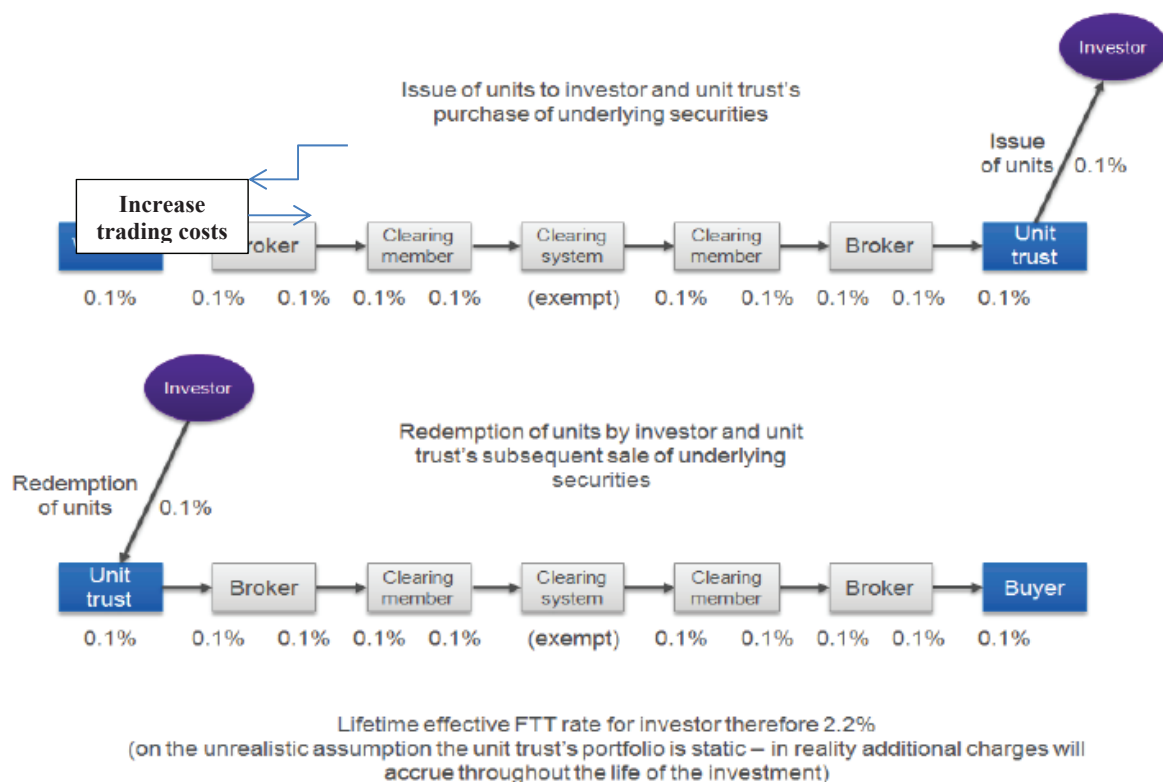 Investor
Issue of units to investor and unit trust's
purchase of underlying securities
Issue
of units
0.1%
Increase
trading costs
roker
Clearing
member
Clearing
system
Clearing
member
Broker
Unit
trust
0.1% 0.1% 0.1% 0.1% 0.1% (exempt) 0.1% 0.1% 0.1% 0.1% 0.1%
Investor
Redemption of units by investor and unit
trust's subsequent sale of underlying
securities
Redemption
of units
0.1%
Unit
trust
Broker
Clearing
member
Clearing
system
Clearing
member
Broker
Buyer
0.1% 0.1% 0.1% 0.1% 0.1% (exempt) 0.1% 0.1% 0.1% 0.1% 0.1%
Lifetime effective FTT rate for investor therefore 2.2%
(on the unrealistic assumption the unit trust's portfolio is static – in reality additional charges will
accrue throughout the life of the investment)